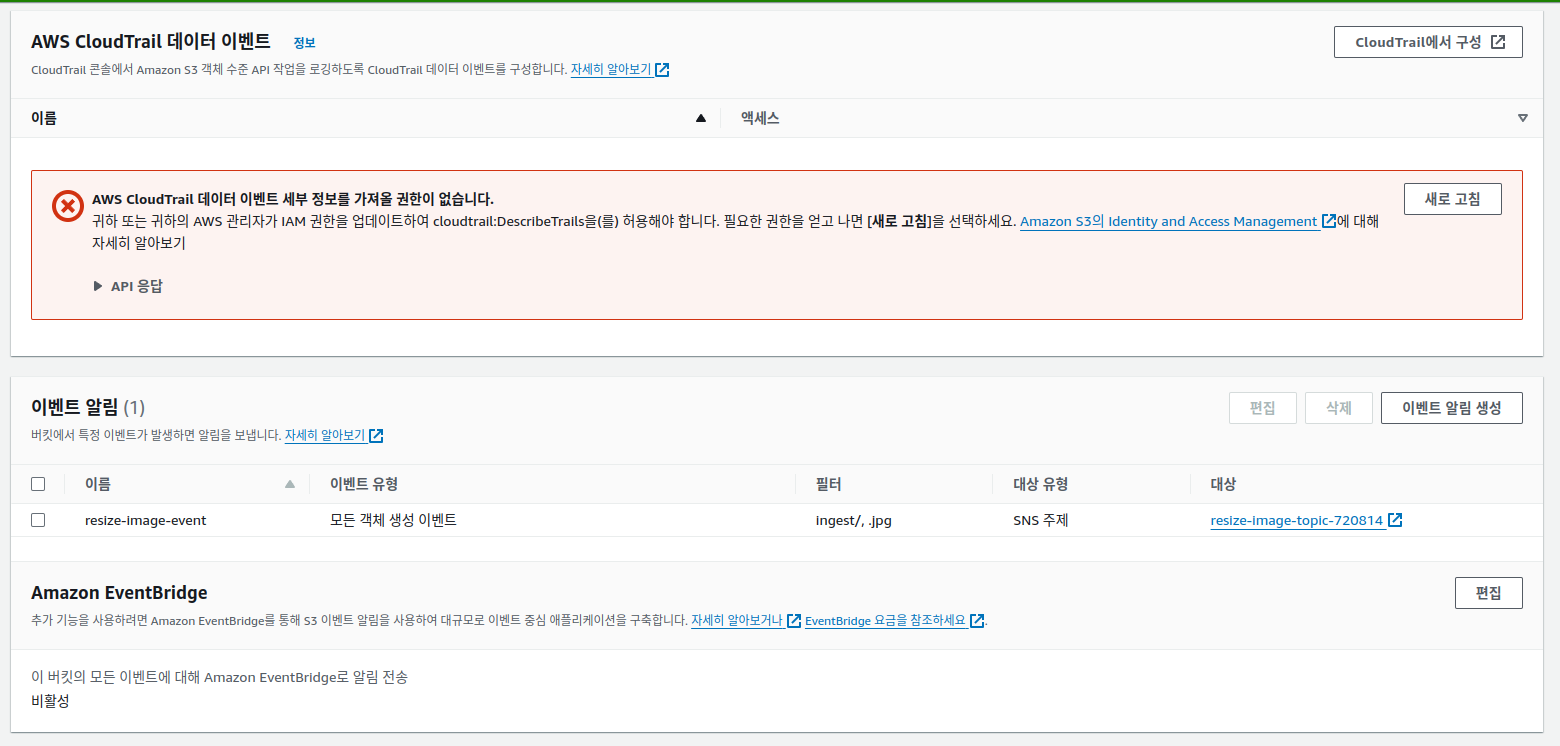 AWS CloudTrail 데이터 이벤트 정보
CloudTrail에서 구성
CloudTrail 콘솔에서 Amazon S3 객체 수준 API 작업을 로깅하도록 CloudTrail 데이터 이벤트를 구성합니다. 자세히 알아보기
이름 액세스
AWS CloudTrail 데이터 이벤트 세부 정보를 가져올 권한이 없습니다.
새로 고침
귀하 또는 귀하의 AWS 관리자가 IAM 권한을 업데이트하여 cloudtrail:DescribeTrails을(를) 허용해야 합니다. 필요한 권한을 얻고 나면 [새로 고침]을 선택하세요. Amazon S3의 Identity and Access Management에 대해
자세히 알아보기
API 응답
이벤트 알림 (1)
편집 삭제 이벤트 알림 생성
버킷에서 특정 이벤트가 발생하면 알림을 보냅니다. 자세히 알아보기
이름 이벤트 유형 필터 대상 유형 대상
resize-image-event 모든 객체 생성 이벤트 ingest/, .jpg SNS 주제 resize-image-topic-720814
Amazon EventBridge
편집
추가 기능을 사용하려면 Amazon EventBridge를 통해 S3 이벤트 알림을 사용하여 대규모로 이벤트 중심 애플리케이션을 구축합니다. 자세히 알아보거나 EventBridge 요금을 참조하세요.
이 버킷의 모든 이벤트에 대해 Amazon EventBridge로 알림 전송
비활성